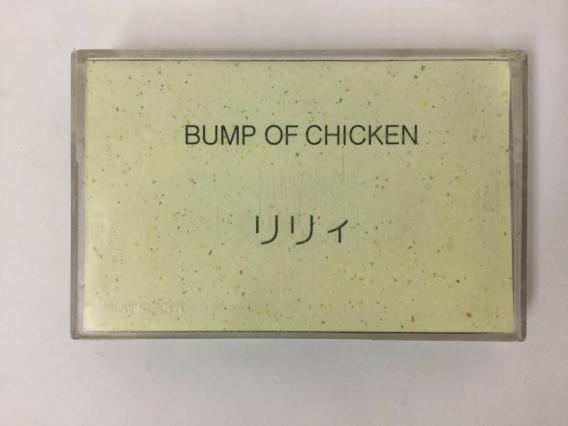 BUMP OF CHICKEN
リリィ